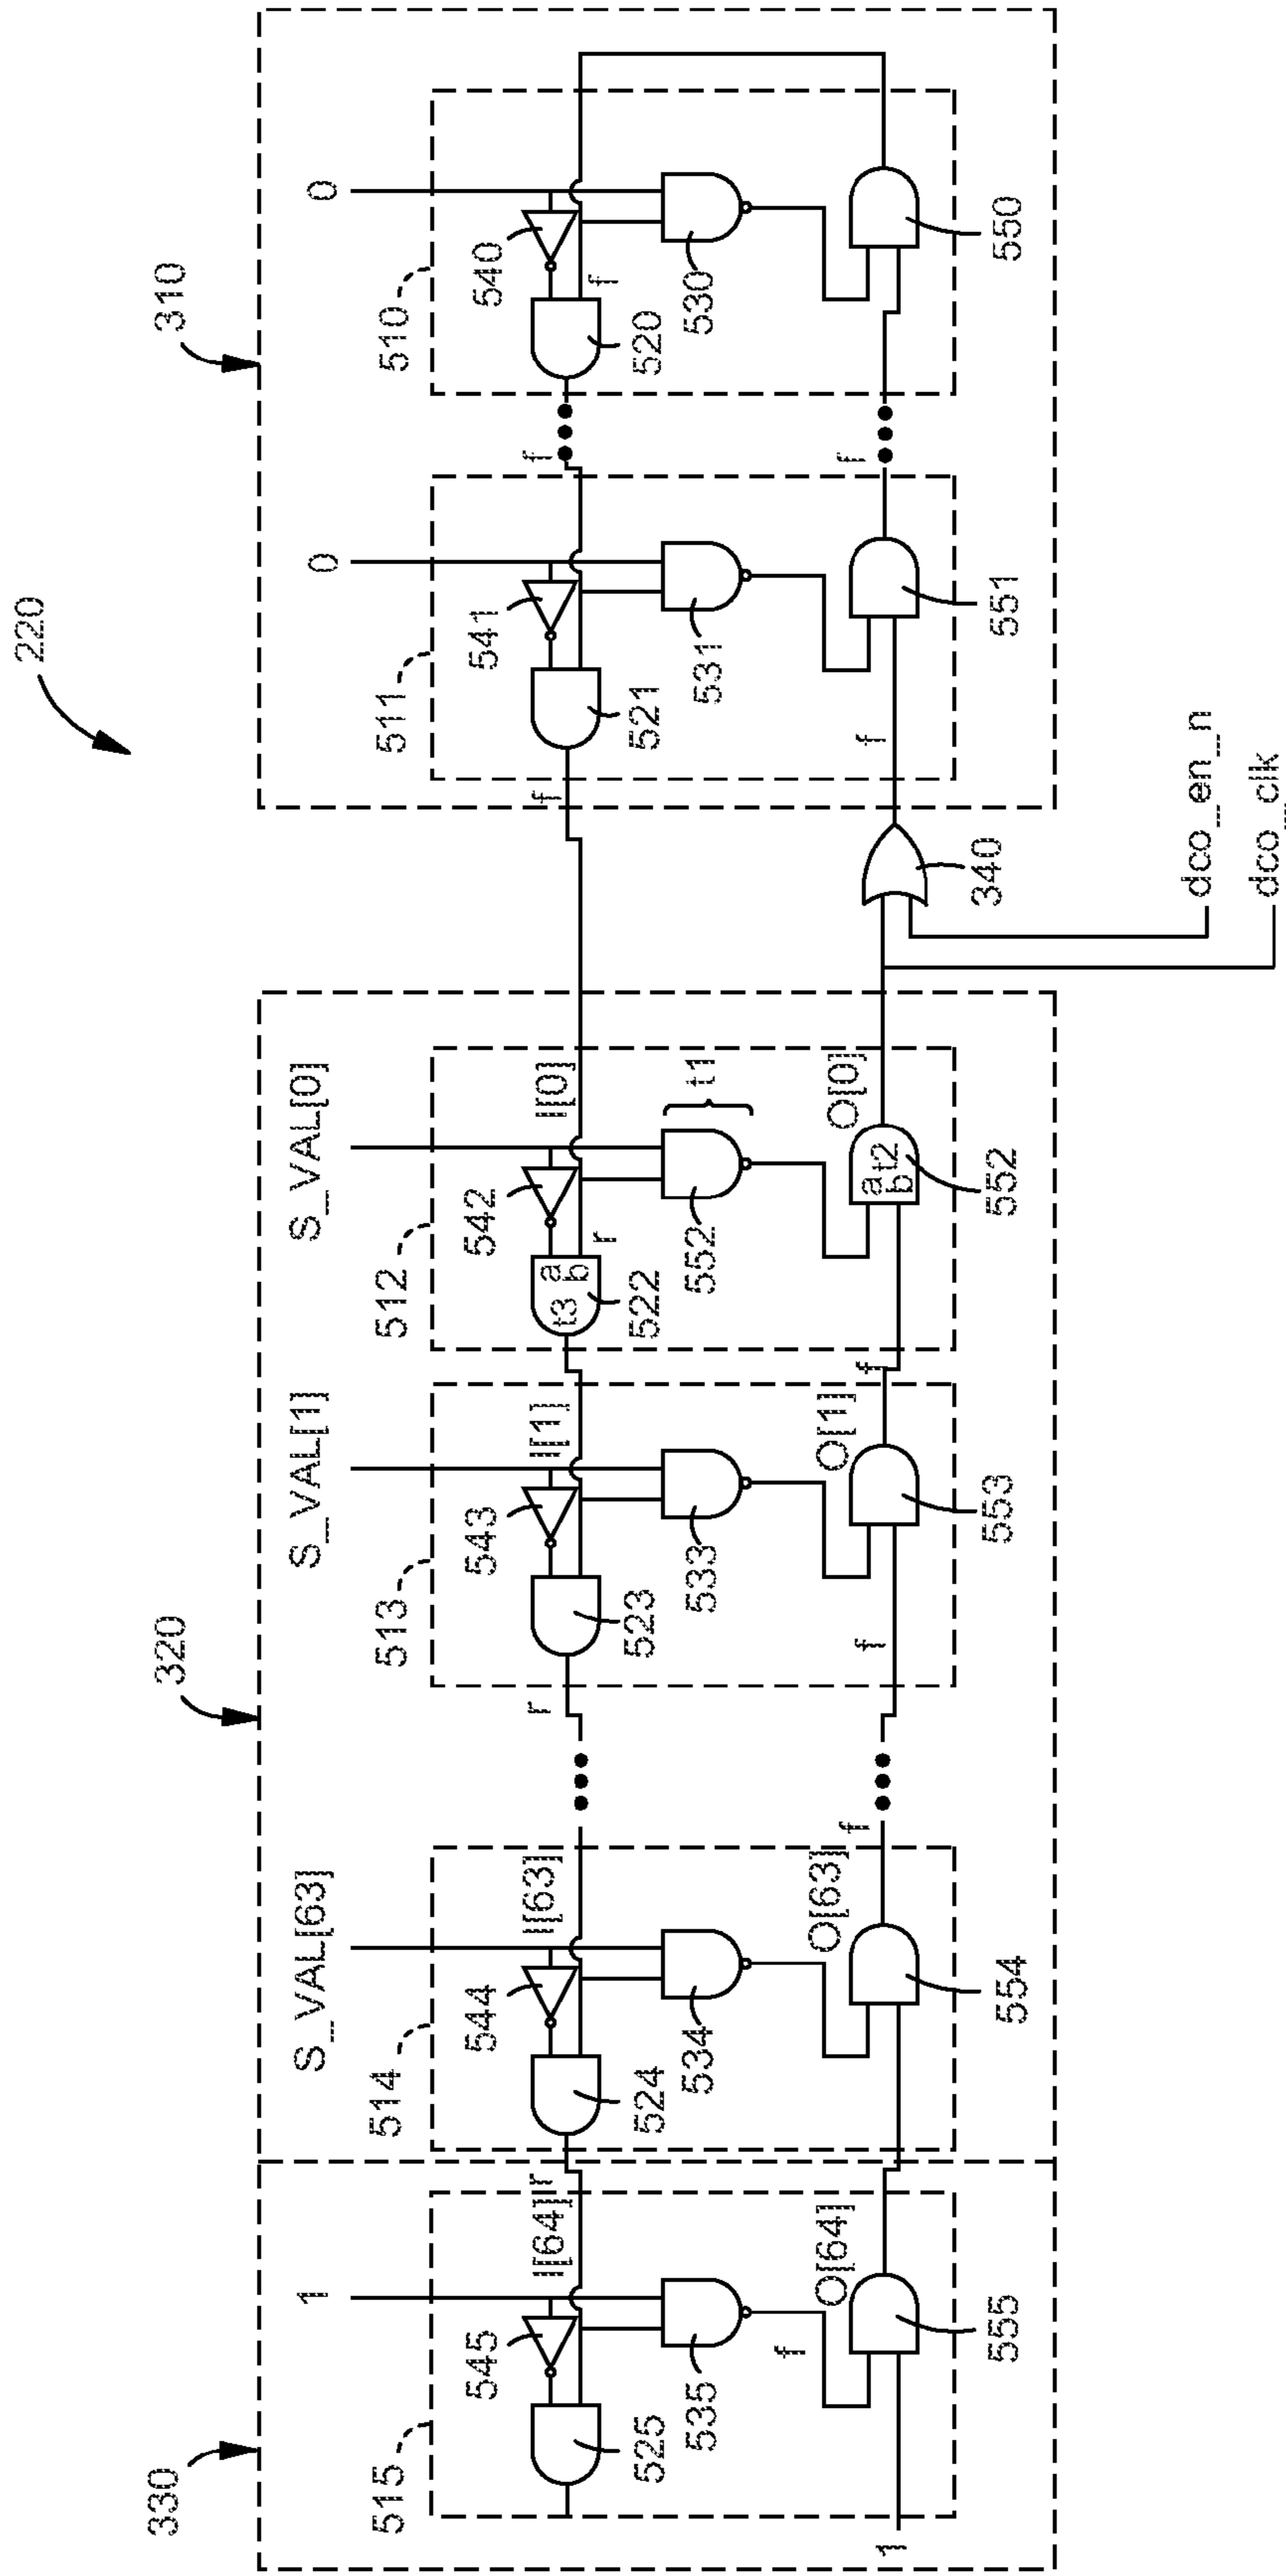 220
330
320
310
1
S_VAL[63]
S_VAL[1]
S_VAL[0]
0
0
515
514
513
512
511
510
545
544
543
542
541
540
I[64]
r
I[63]
r
I[1]
I[0]
f
f
t3
a
b
r
f
525
524
523
522
521
520
535
534
533
552
t1
531
530
f
O[64]
O[63]
O[1]
O[0]
f
f
f
f
f
a
t2
b
1
555
554
553
552
340
551
550
dco_en_n
dco_clk